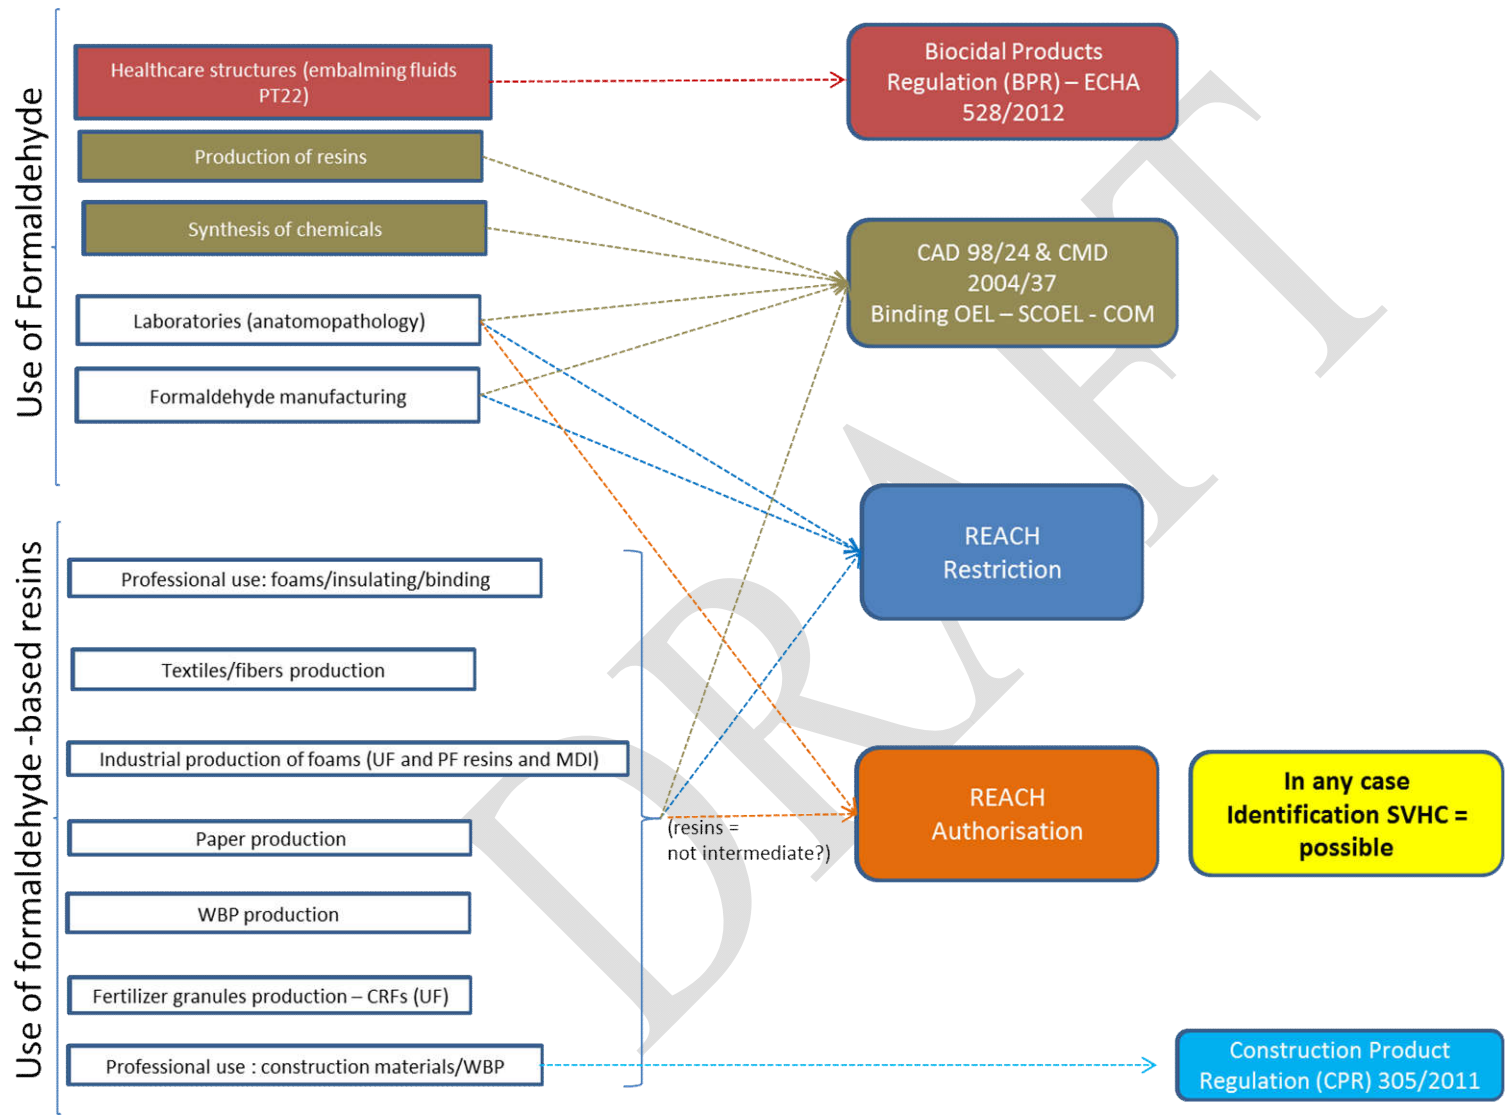 Use of Formaldehyde
Healthcare structures (embalming fluids
PT22)
Production of resins
Synthesis of chemicals
Laboratories (anatomopathology)
Formaldehyde manufacturing
Biocidal Products
Regulation (BPR) – ECHA
528/2012
CAD 98/24 & CMD
2004/37
Binding OEL – SCOEL - COM
REACH
Restriction
Use of formaldehyde -based resins
Professional use: foams/insulating/binding
Textiles/fibers production
Industrial production of foams (UF and PF resins and MDI)
Paper production
WBP production
Fertilizer granules production – CRFs (UF)
Professional use : construction materials/WBP
(resins =
not intermediate?)
REACH
Authorisation
In any case
Identification SVHC =
possible
Construction Product
Regulation (CPR) 305/2011
DRAFT